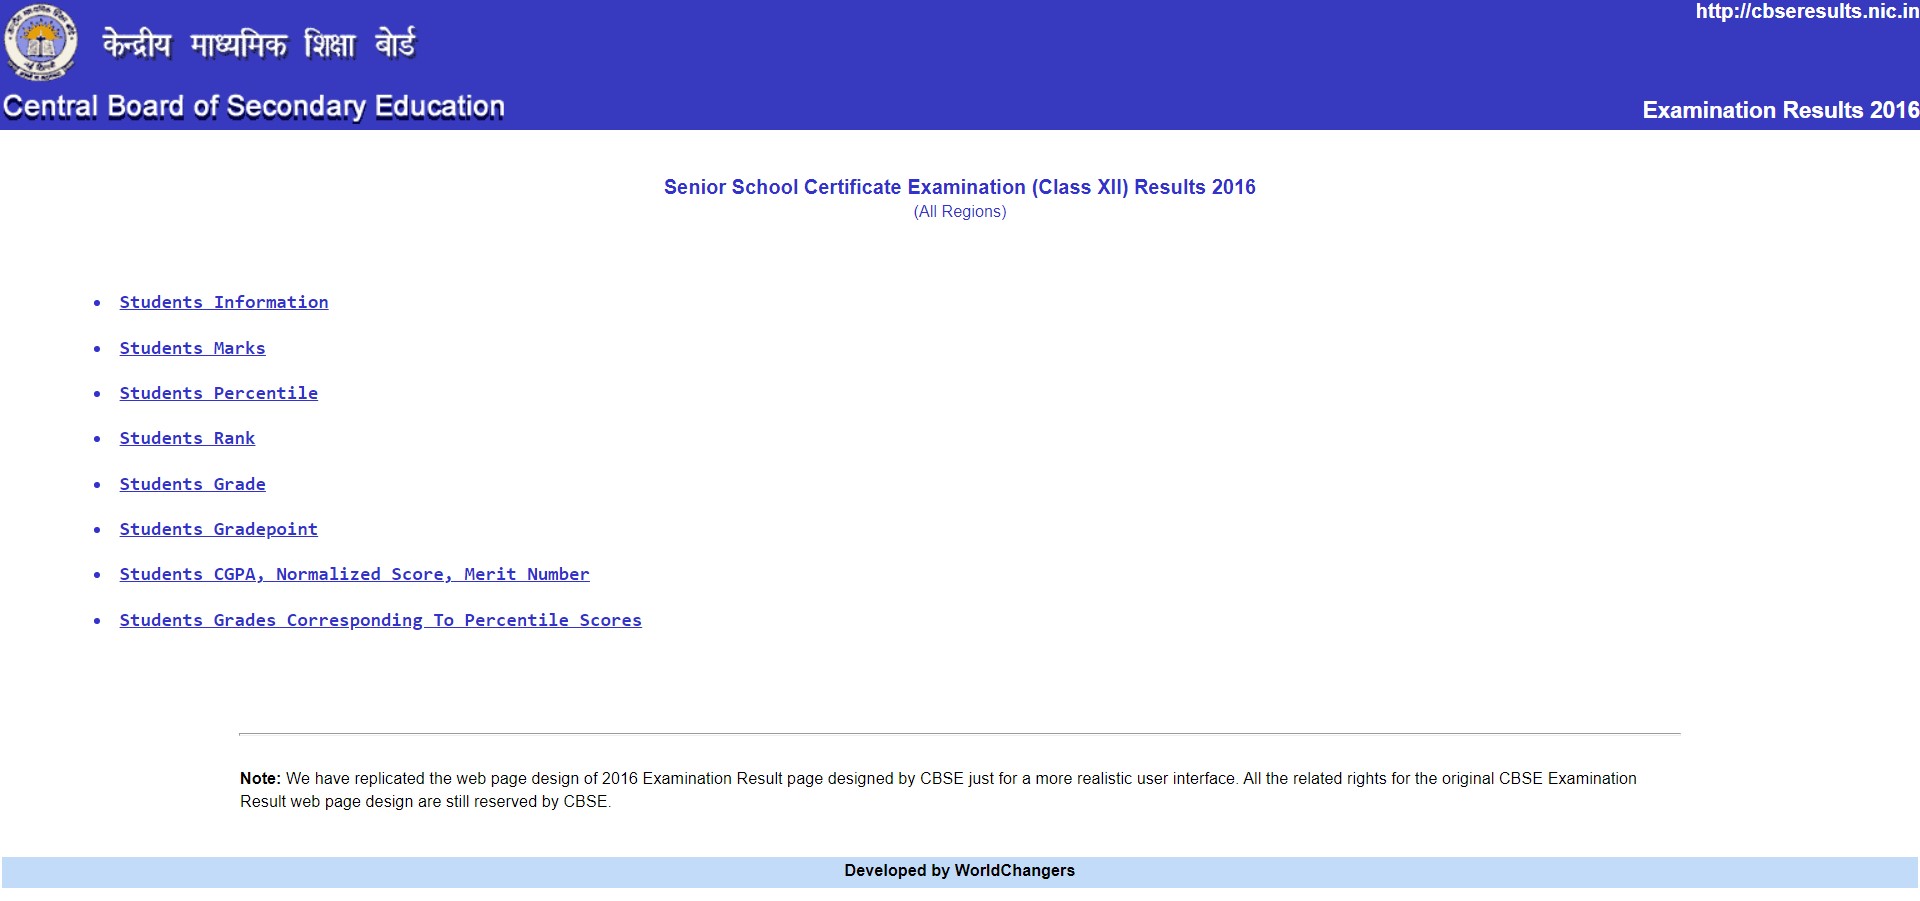 http://cbseresults.nic.in
केन्द्रीय माध्यमिक शिक्षा बोर्ड
Central Board of Secondary Education
Examination Results 2016
Senior School Certificate Examination (Class XII) Results 2016
(All Regions)
Students Information
Students Marks
Students Percentile
Students Rank
Students Grade
Students Gradepoint
Students CGPA, Normalized Score, Merit Number
Students Grades Corresponding To Percentile Scores
Note: We have replicated the web page design of 2016 Examination Result page designed by CBSE just for a more realistic user interface. All the related rights for the original CBSE Examination
Result web page design are still reserved by CBSE.
Developed by WorldChangers